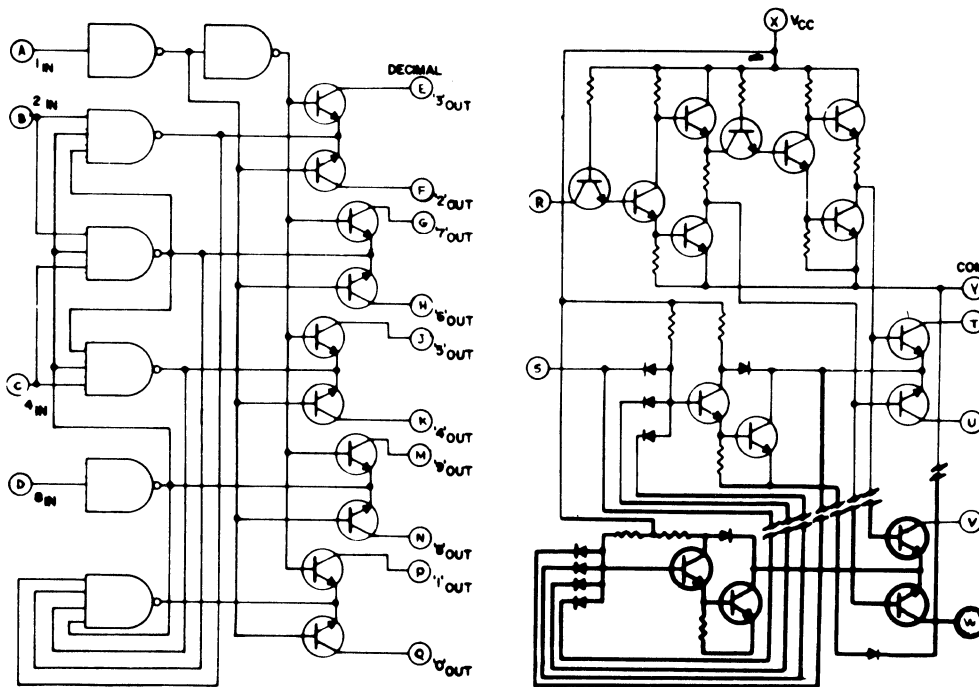 A
1 IN
B
2 IN
C
4 IN
D
8 IN
DECIMAL
E
'3'OUT
F
'2'OUT
G
'7'OUT
H
'6'OUT
J
'5'OUT
K
'4'OUT
M
'9'OUT
N
'8'OUT
P
'1'OUT
Q
'0'OUT
X
VCC
R
S
COM
Y
T
U
V
W